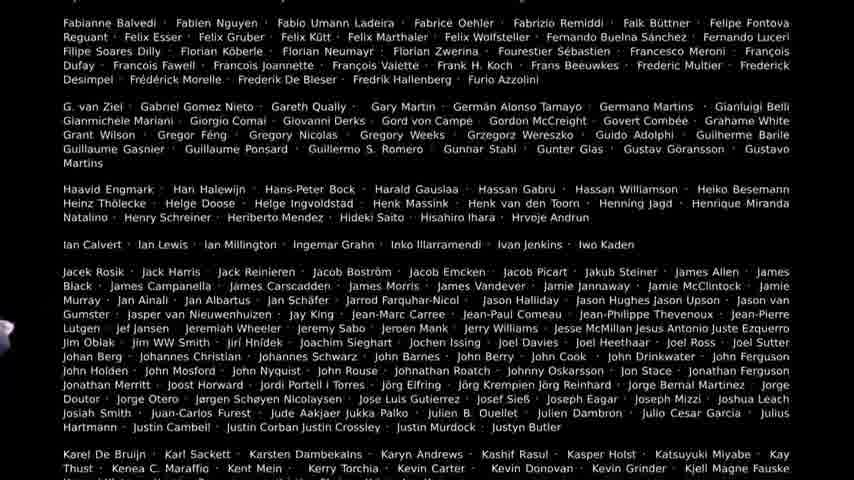 Fabianne Balvedi · Fabien Nguyen · Fabio Umann Ladeira · Fabrice Oehler · Fabrizio Remiddi · Falk Büttner · Felipe Fontova
Reguant · Felix Esser · Felix Gruber · Felix Kütt · Felix Marthaler · Felix Wolfsteller · Fernando Buelna Sánchez · Fernando Luceri
Filipe Soares Dilly · Florian Köberle · Florian Neumayr · Florian Zwerina · Fourestier Sébastien · Francesco Meroni · François
Dufay · Francois Fawell · Francois Joannette · François Valette · Frank H. Koch · Frans Beeuwkes · Frederic Multier · Frederick
Desimpel · Frédérick Morelle · Frederik De Bleser · Fredrik Hallenberg · Furio Azzolini
G. van Ziel · Gabriel Gomez Nieto · Gareth Qually · Gary Martin · Germán Alonso Tamayo · Germano Martins · Gianluigi Belli
Gianmichele Mariani · Giorgio Comai · Giovanni Derks · Gord von Campe · Gordon McCreight · Govert Combée · Grahame White
Grant Wilson · Gregor Féng · Gregory Nicolas · Gregory Weeks · Grzegorz Wereszko · Guido Adolphi · Guilherme Barile
Guillaume Gasnier · Guillaume Ponsard · Guillermo S. Romero · Gunnar Stahl · Gunter Glas · Gustav Göransson · Gustavo
Martins
Haavid Engmark · Han Halewijn · Hans-Peter Bock · Harald Gauslaa · Hassan Gabru · Hassan Williamson · Heiko Besemann
Heinz Thölecke · Helge Doose · Helge Ingvoldstad · Henk Massink · Henk van den Toorn · Henning Jagd · Henrique Miranda
Natalino · Henry Schreiner · Heriberto Mendez · Hideki Saito · Hisahiro Ihara · Hrvoje Andrun
Ian Calvert · Ian Lewis · Ian Millington · Ingemar Grahn · Inko Illarramendi · Ivan Jenkins · Iwo Kaden
Jacek Rosik · Jack Harris · Jack Reinieren · Jacob Boström · Jacob Emcken · Jacob Picart · Jakub Steiner · James Allen · James
Black · James Campanella · James Carscadden · James Morris · James Vandever · Jamie Jannaway · Jamie McClintock · Jamie
Murray · Jan Ainali · Jan Albartus · Jan Schäfer · Jarrod Farquhar-Nicol · Jason Halliday · Jason Hughes Jason Upson · Jason van
Gumster · Jasper van Nieuwenhuizen · Jay King · Jean-Marc Carree · Jean-Paul Comeau · Jean-Philippe Thevenoux · Jean-Pierre
Lutgen · Jef Jansen · Jeremiah Wheeler · Jeremy Sabo · Jeroen Mank · Jerry Williams · Jesse McMillan Jesus Antonio Juste Ezquerro
Jim Oblak · Jim WW Smith · Jirí Hnídek · Joachim Sieghart · Jochen Issing · Joel Davies · Joel Heethaar · Joel Ross · Joel Sutter
Johan Berg · Johannes Christian · Johannes Schwarz · John Barnes · John Berry · John Cook · John Drinkwater · John Ferguson
John Holden · John Mosford · John Nyquist · John Rouse · Johnathan Roatch · Johnny Oskarsson · Jon Stace · Jonathan Ferguson
Jonathan Merritt · Joost Horward · Jordi Portell i Torres · Jörg Elfring · Jörg Krempien Jörg Reinhard · Jorge Bernal Martinez · Jorge
Doutor · Jorge Otero · Jørgen Schøyen Nicolaysen · Jose Luis Gutierrez · Josef Sieß · Joseph Eagar · Joseph Mizzi · Joshua Leach
Josiah Smith · Juan-Carlos Furest · Jude Aakjaer Jukka Palko · Julien B. Ouellet · Julien Dambron · Julio Cesar Garcia · Julius
Hartmann · Justin Cambell · Justin Corban Justin Crossley · Justin Murdock · Justyn Butler
Karel De Bruijn · Karl Sackett · Karsten Dambekalns · Karyn Andrews · Kashif Rasul · Kasper Holst · Katsuyuki Miyabe · Kay
Thust · Kenea C. Maraffio · Kent Mein · Kerry Torchia · Kevin Carter · Kevin Donovan · Kevin Grinder · Kjell Magne Fauske